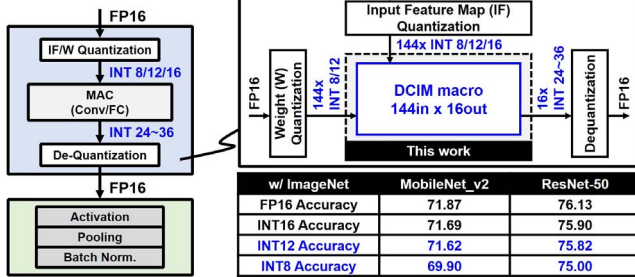 FP16
IF/W Quantization
INT 8/12/16
MAC
(Conv/FC)
INT 24~36
De-Quantization
FP16
Activation
Pooling
Batch Norm.
Input Feature Map (IF)
Quantization
144x INT 8/12/16
FP16
Weight (W)
Quantization
144x
INT 8/12
DCIM macro
144in x 16out
This work
16x
INT 24~36
Dequantization
FP16
w/ ImageNet MobileNet_v2 ResNet-50
FP16 Accuracy 71.87 76.13
INT16 Accuracy 71.69 75.90
INT12 Accuracy 71.62 75.82
INT8 Accuracy 69.90 75.00